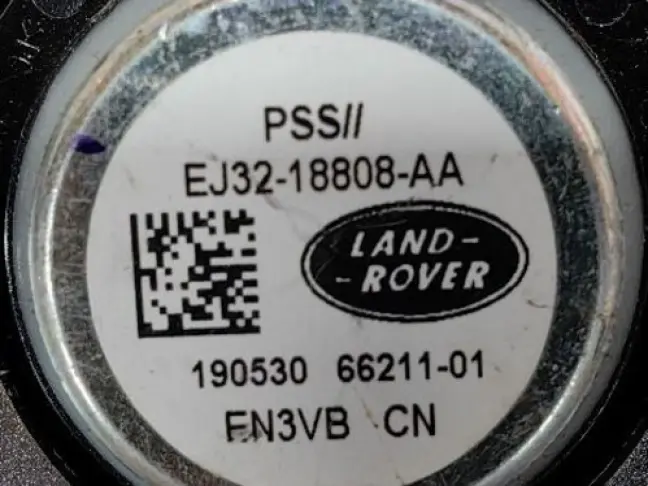 PSS//
EJ32-18808-AA
LAND-
-ROVER
190530 66211-01
FN3VB CN